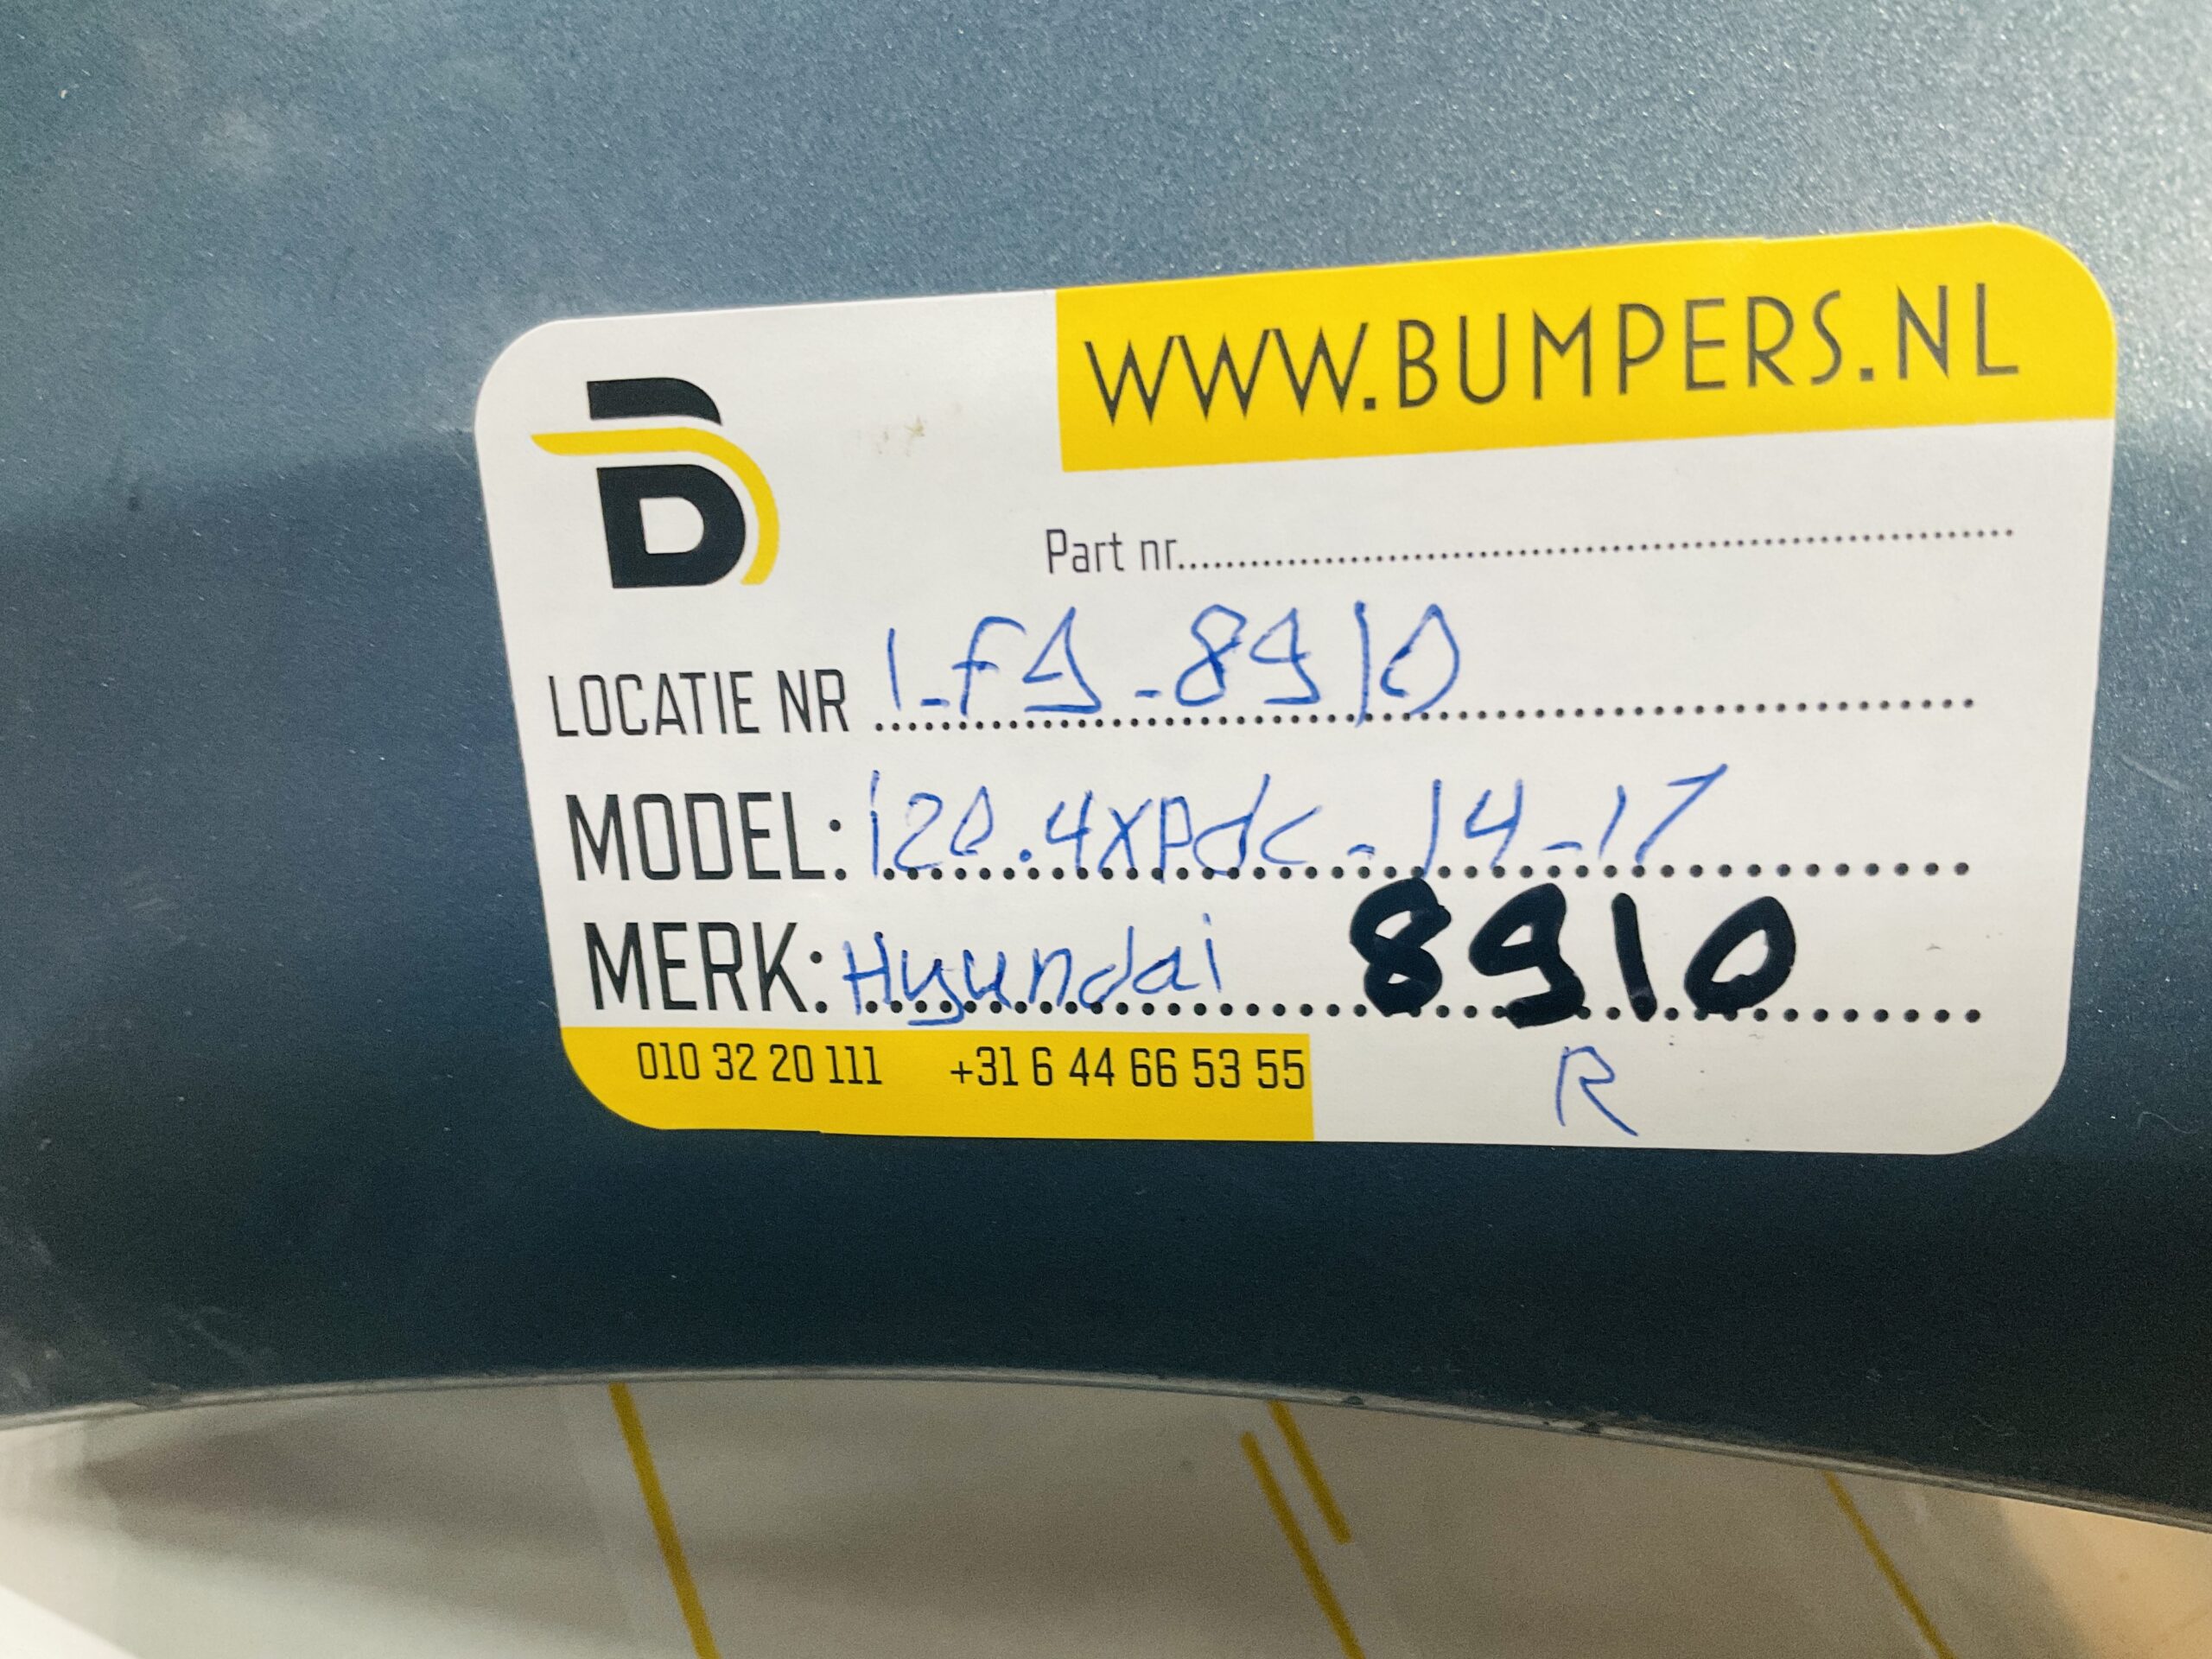 WWW.BUMPERS.NL
Part nr.
LOCATIE NR 1-F9-8910
MODEL: i20.4xPdc-14-17
MERK: Hyundai 8910
010 32 20 111 +31 6 44 66 53 55 R